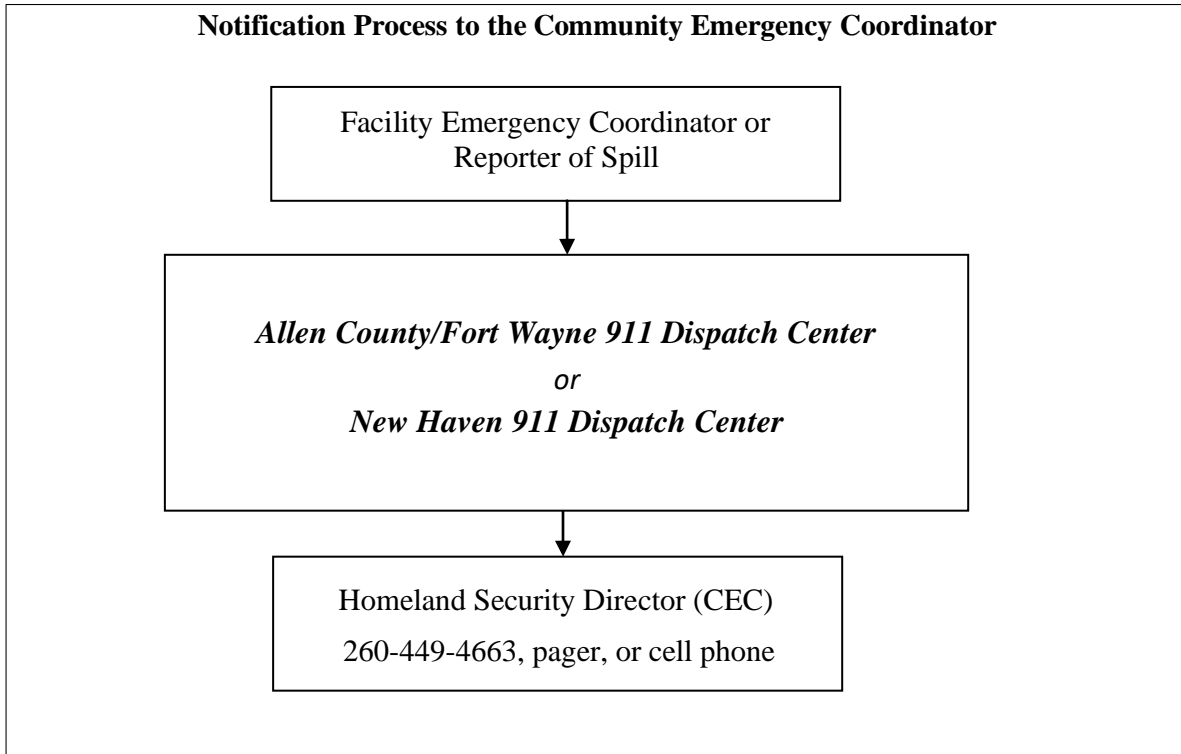 Notification Process to the Community Emergency Coordinator
Facility Emergency Coordinator or
Reporter of Spill
Allen County/Fort Wayne 911 Dispatch Center
or
New Haven 911 Dispatch Center
Homeland Security Director (CEC)
260-449-4663, pager, or cell phone